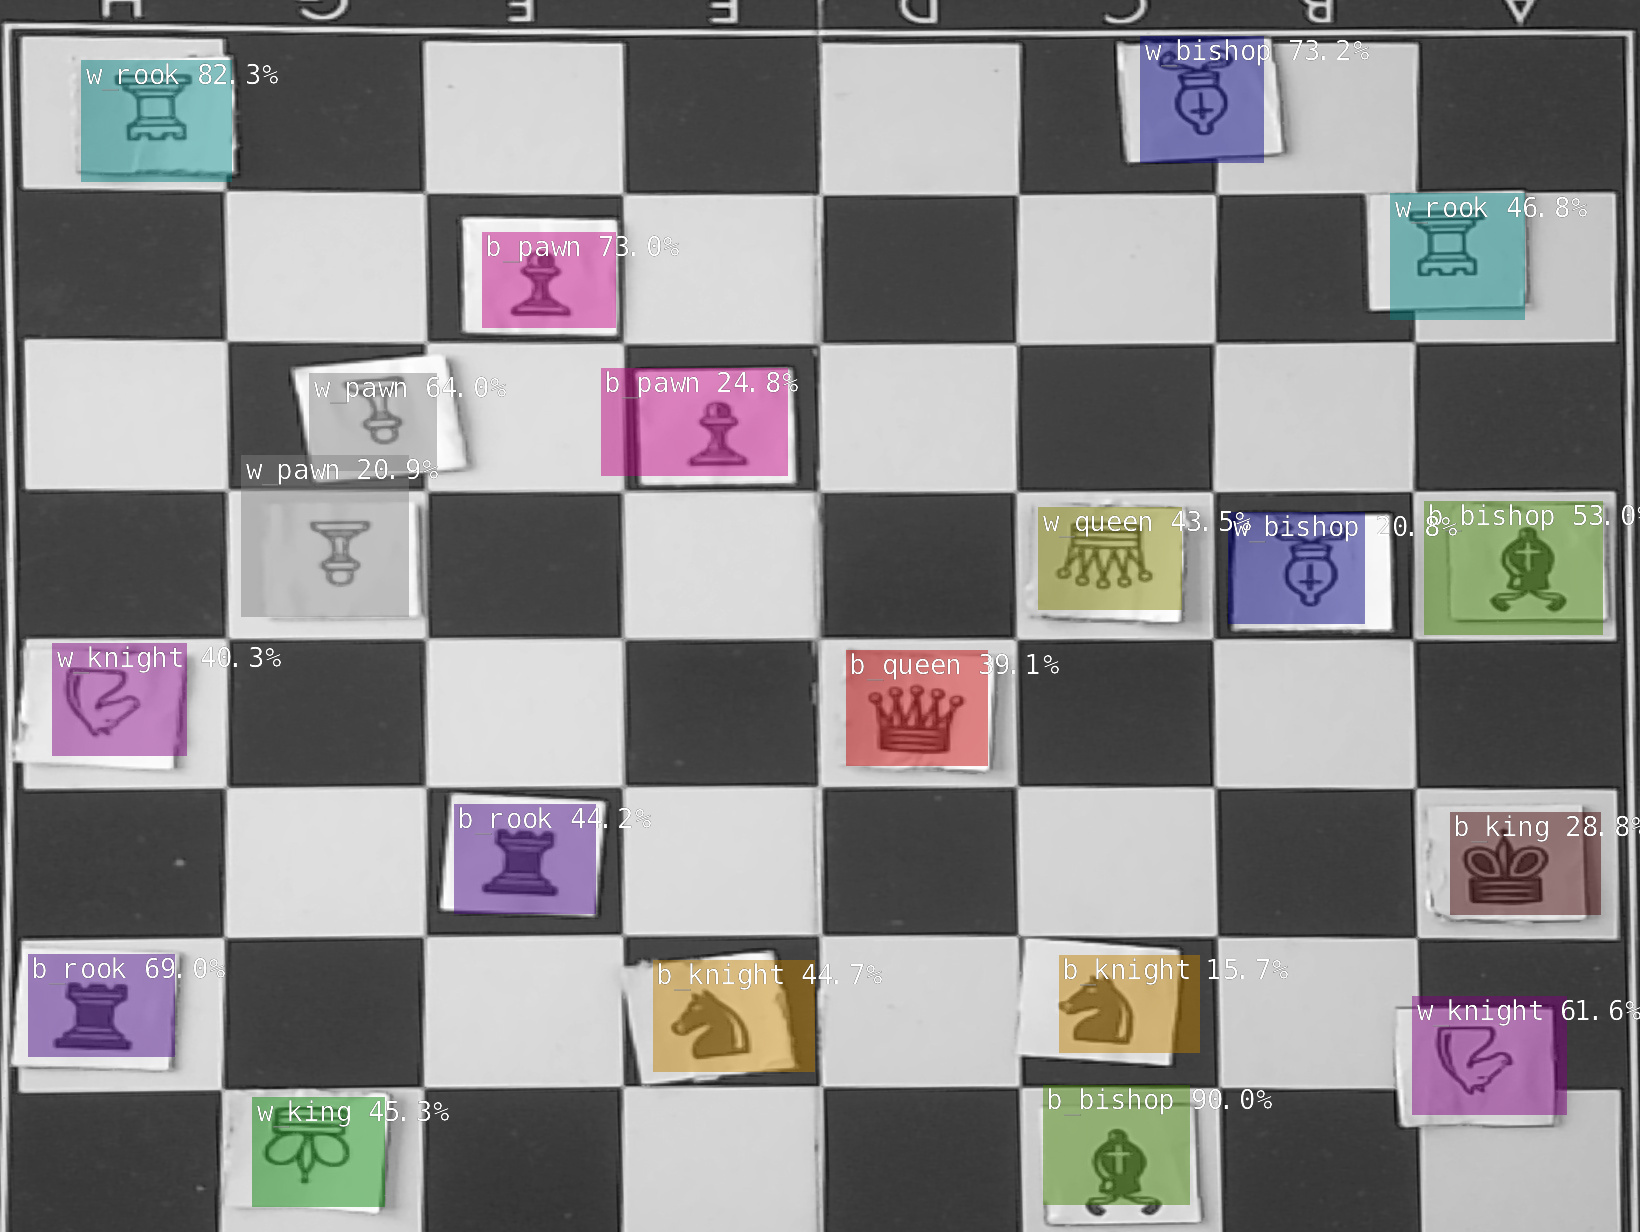 H G F E D C B A
w_rook 82.3%
w_bishop 73.2%
w_rook 46.8%
b_pawn 73.0%
w_pawn 64.0%
b_pawn 24.8%
w_pawn 20.9%
w_queen 43.5%
w_bishop 20.8%
b_bishop 53.0%
w_knight 40.3%
b_queen 39.1%
b_rook 44.2%
b_king 28.8%
b_rook 69.0%
b_knight 44.7%
b_knight 15.7%
w_knight 61.6%
w_king 45.3%
b_bishop 90.0%